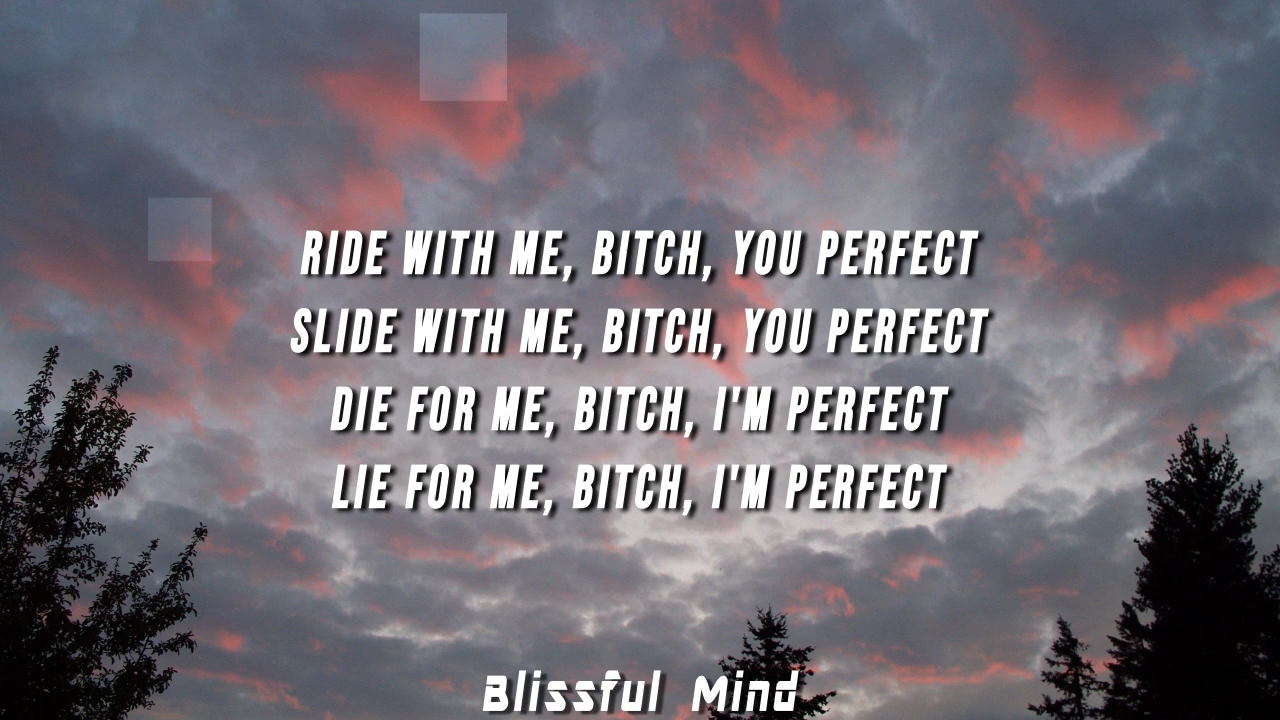 RIDE WITH ME, BITCH, YOU PERFECT
SLIDE WITH ME, BITCH, YOU PERFECT
DIE FOR ME, BITCH, I'M PERFECT
LIE FOR ME, BITCH, I'M PERFECT
Blissful Mind